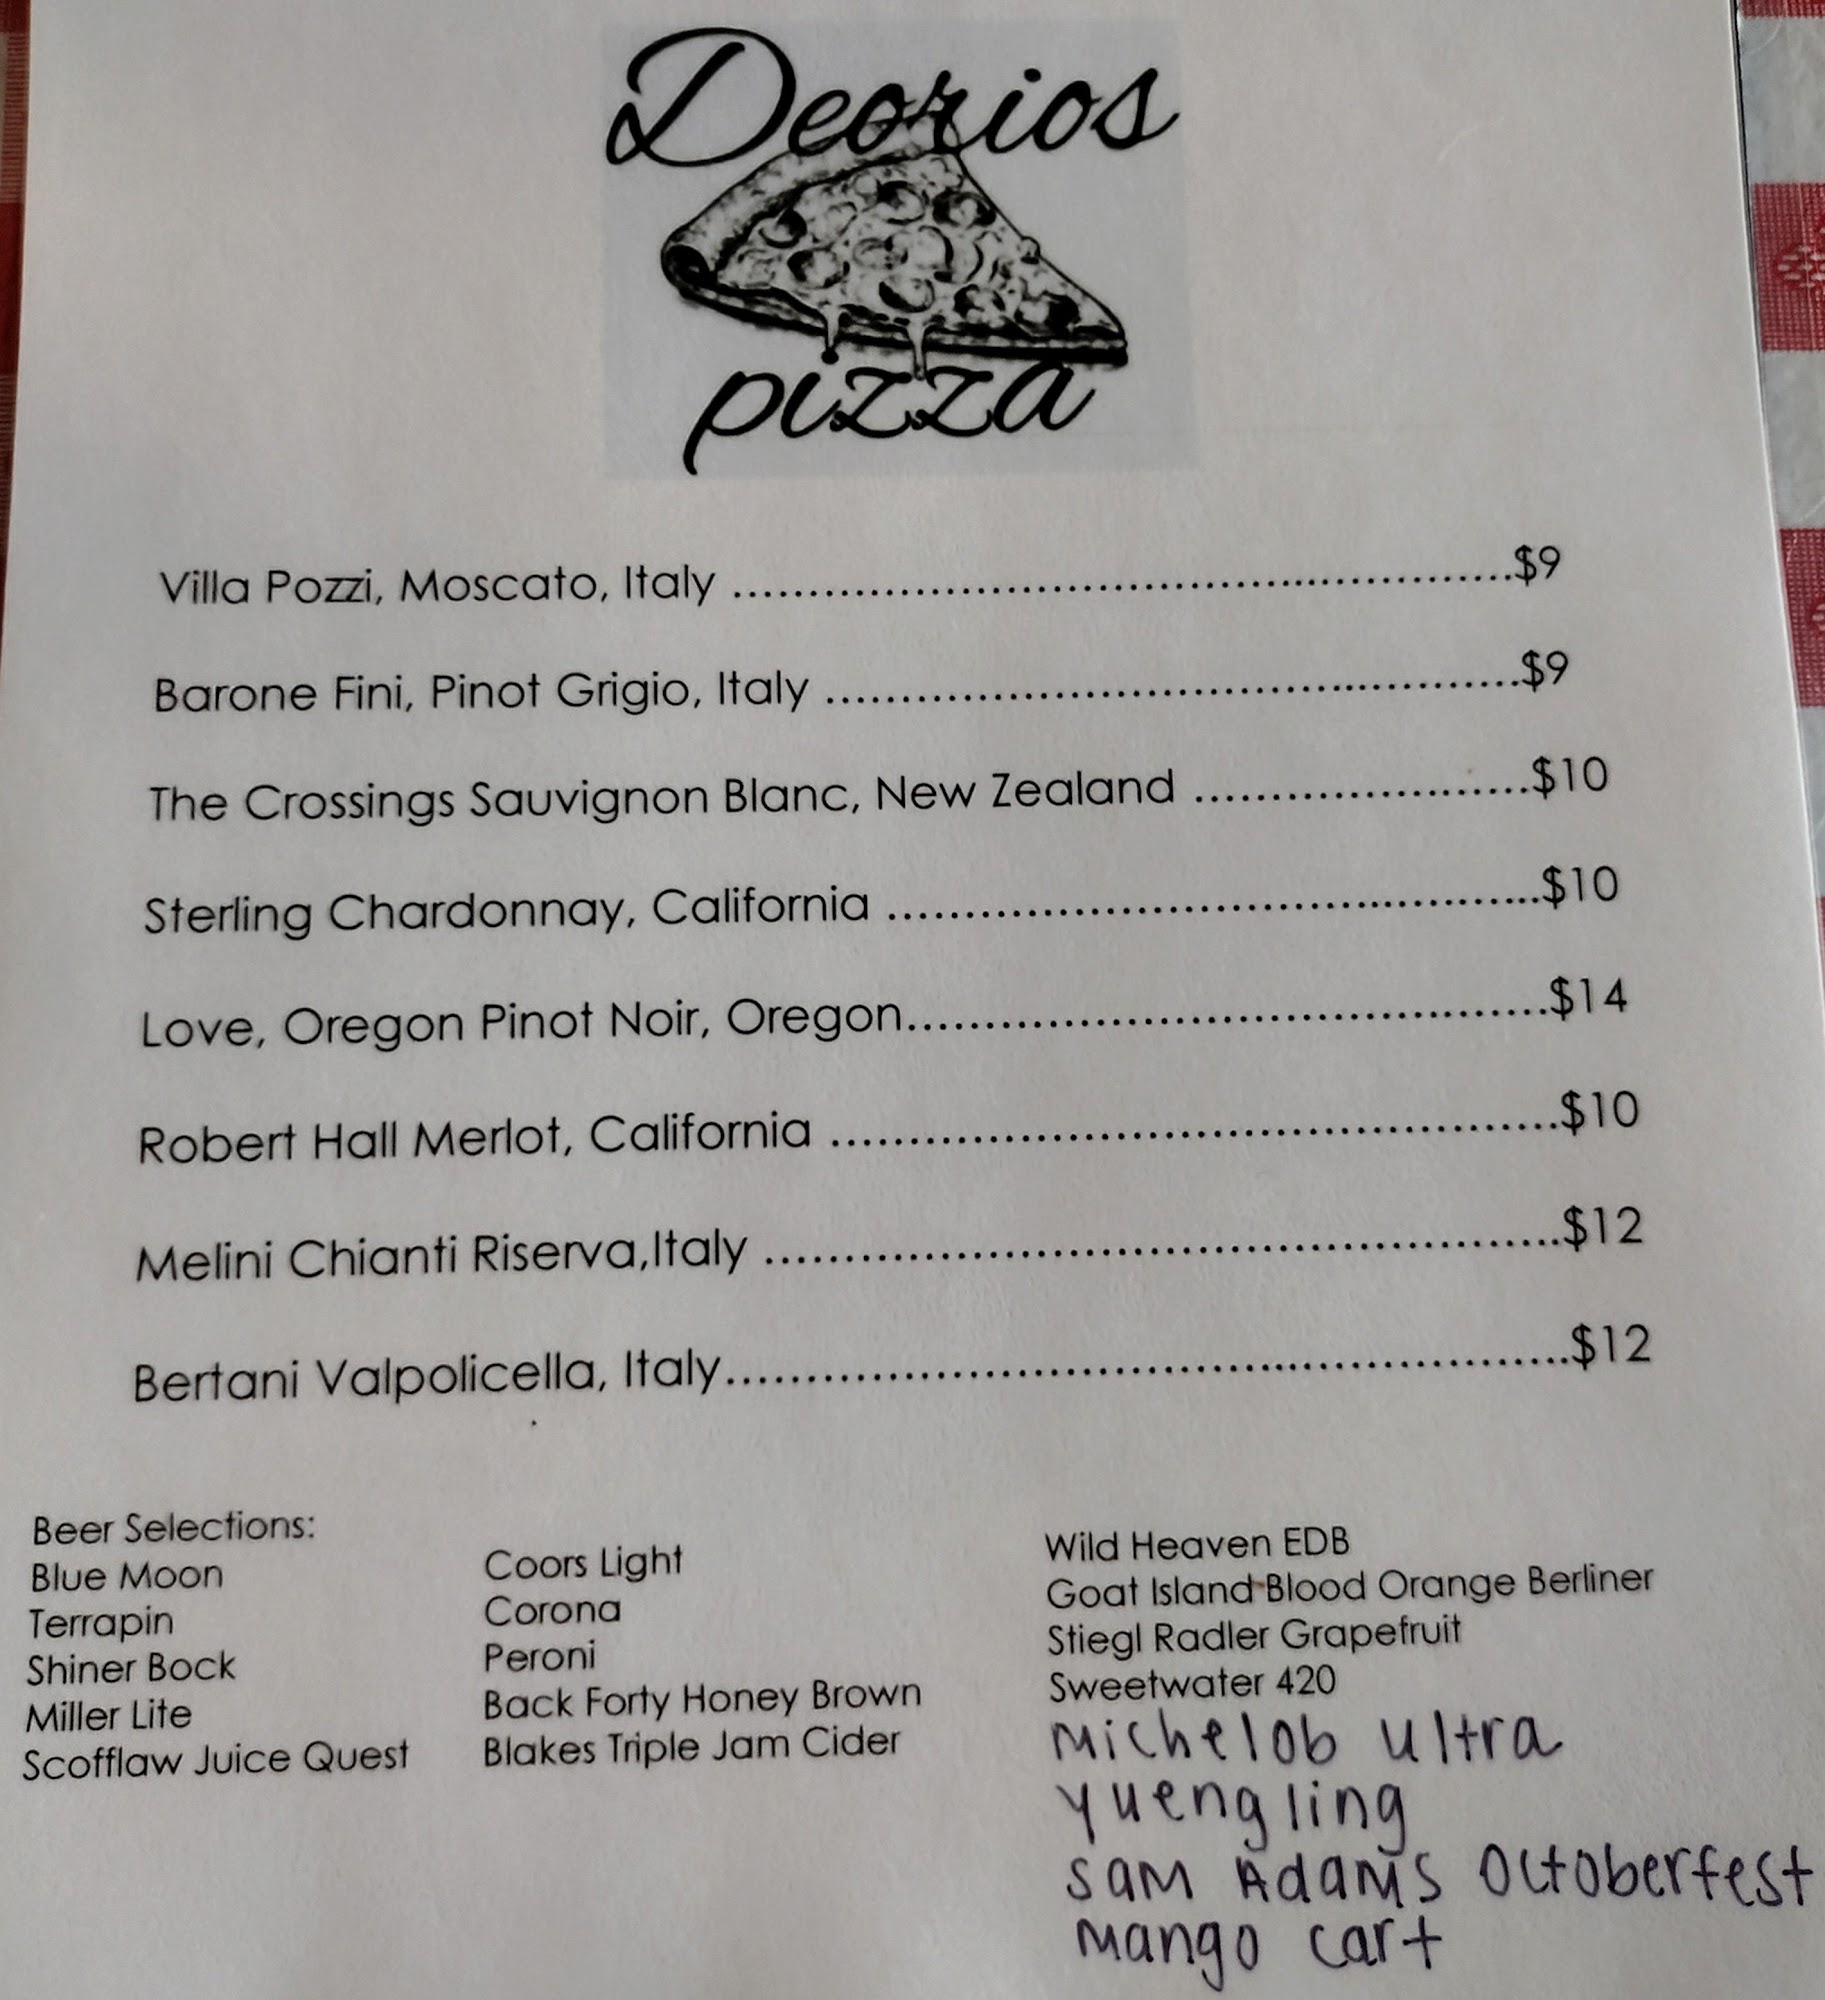 Deorios
pizza
Villa Pozzi, Moscato, Italy ..................................................$9
Barone Fini, Pinot Grigio, Italy .............................................$9
The Crossings Sauvignon Blanc, New Zealand ......................$10
Sterling Chardonnay, California ..........................................$10
Love, Oregon Pinot Noir, Oregon.........................................$14
Robert Hall Merlot, California ...............................................$10
Melini Chianti Riserva,Italy ...................................................$12
Bertani Valpolicella, Italy......................................................$12
Beer Selections:
Blue Moon
Terrapin
Shiner Bock
Miller Lite
Scofflaw Juice Quest
Coors Light
Corona
Peroni
Back Forty Honey Brown
Blakes Triple Jam Cider
Wild Heaven EDB
Goat Island Blood Orange Berliner
Stiegl Radler Grapefruit
Sweetwater 420
Michelob Ultra
Yuengling
Sam Adams Octoberfest
Mango cart